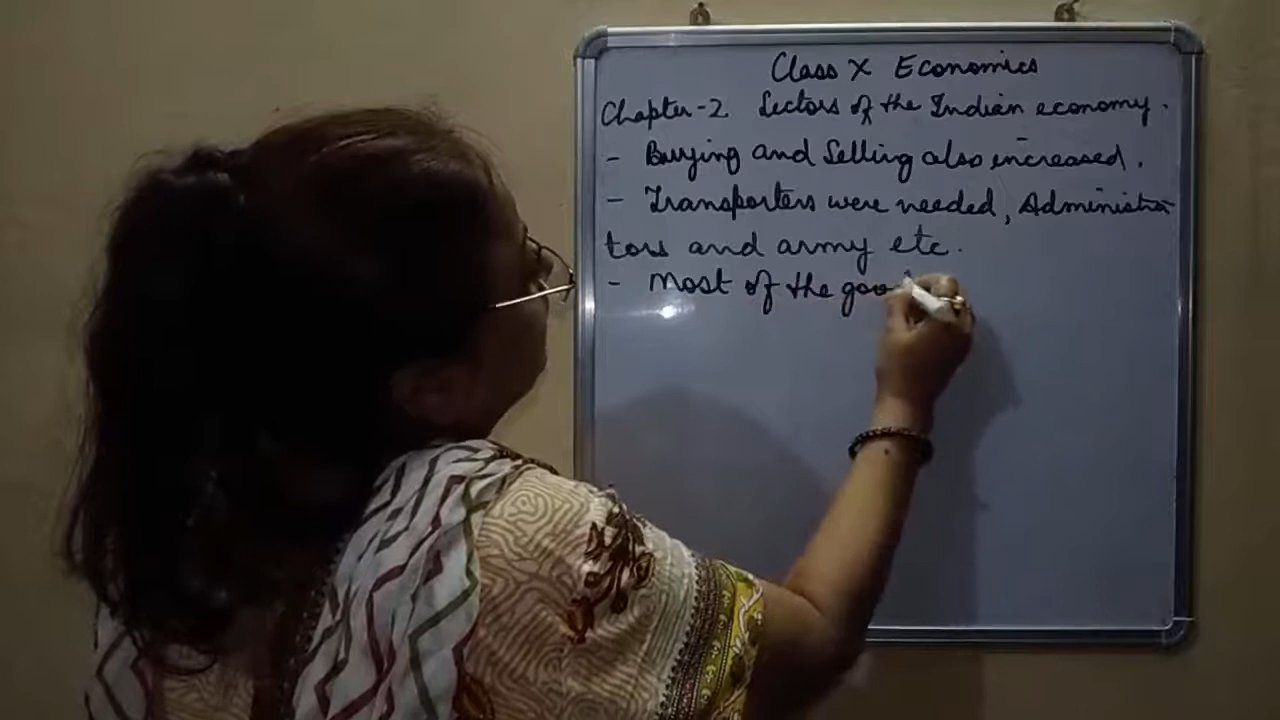 Class X Economics
Chapter-2 Sectors of the Indian economy.
- Buying and Selling also increased.
- Transporters were needed, Administra
tors and army etc.
- Most of the goo